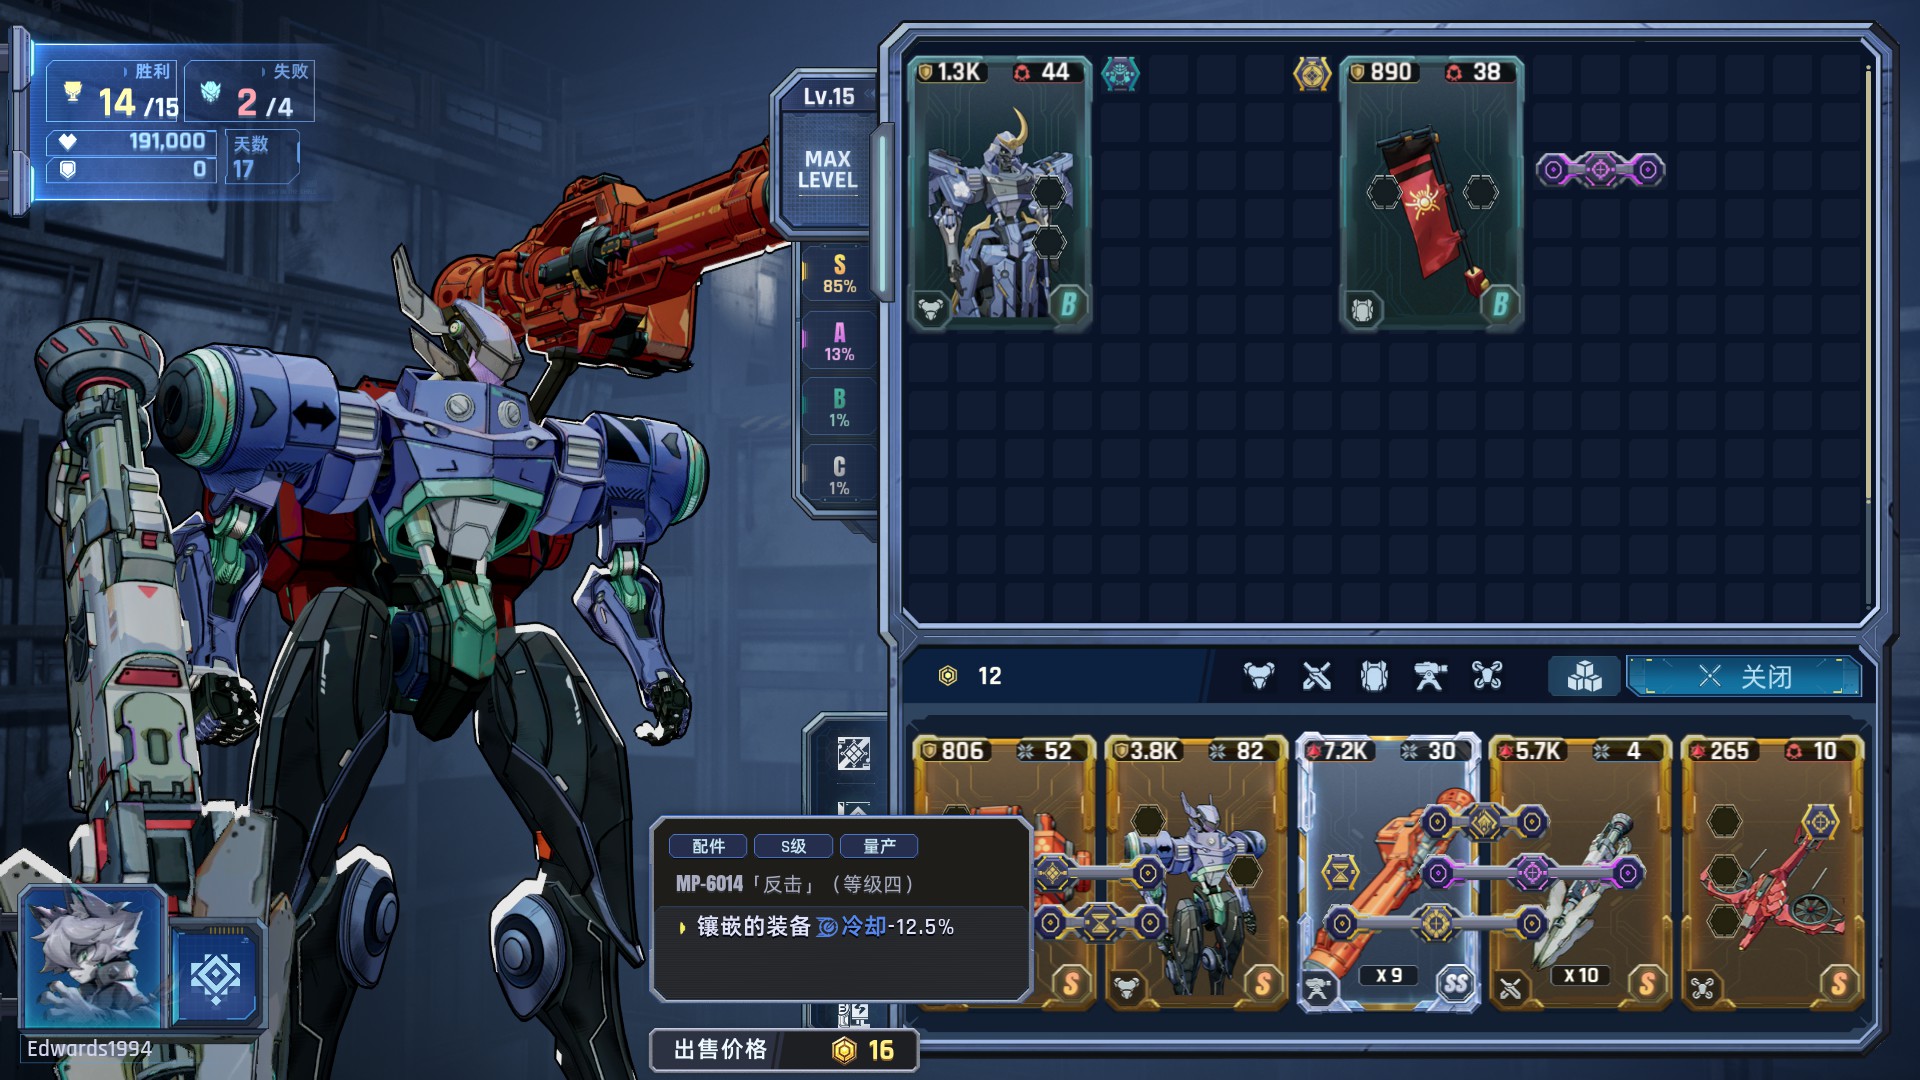 胜利
14 /15
失败
2 /4
191,000
0
天数
17
Lv.15
MAX
LEVEL
S
85%
A
13%
B
1%
C
1%
1.3K
44
B
890
38
B
12
关闭
806
52
S
3.8K
82
S
7.2K
30
X 9
SS
5.7K
4
X 10
S
265
10
S
配件
S级
量产
MP-6014「反击」（等级四）
镶嵌的装备 冷却-12.5%
出售价格
16
Edwards1994